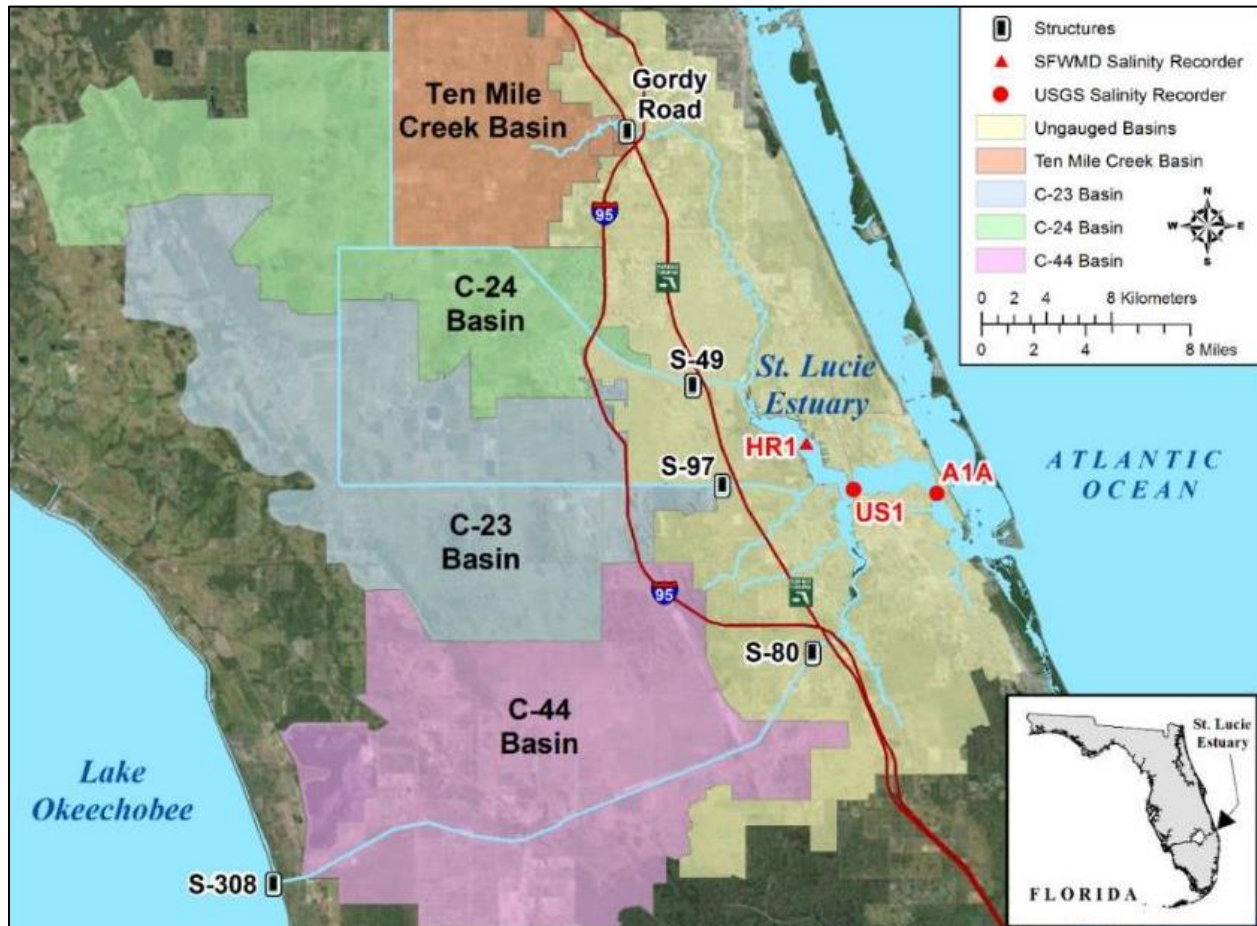 Structures
SFWMD Salinity Recorder
USGS Salinity Recorder
Ungauged Basins
Ten Mile Creek Basin
C-23 Basin
C-24 Basin
C-44 Basin
N
W
E
S
0 2 4 8 Kilometers
0 2 4 8 Miles
Gordy
Road
Ten Mile
Creek Basin
95
C-24
Basin
S-49
St. Lucie
Estuary
HR1
S-97
A1A
US1
ATLANTIC
OCEAN
C-23
Basin
95
S-80
C-44
Basin
Lake
Okeechobee
S-308
St. Lucie
Estuary
FLORIDA